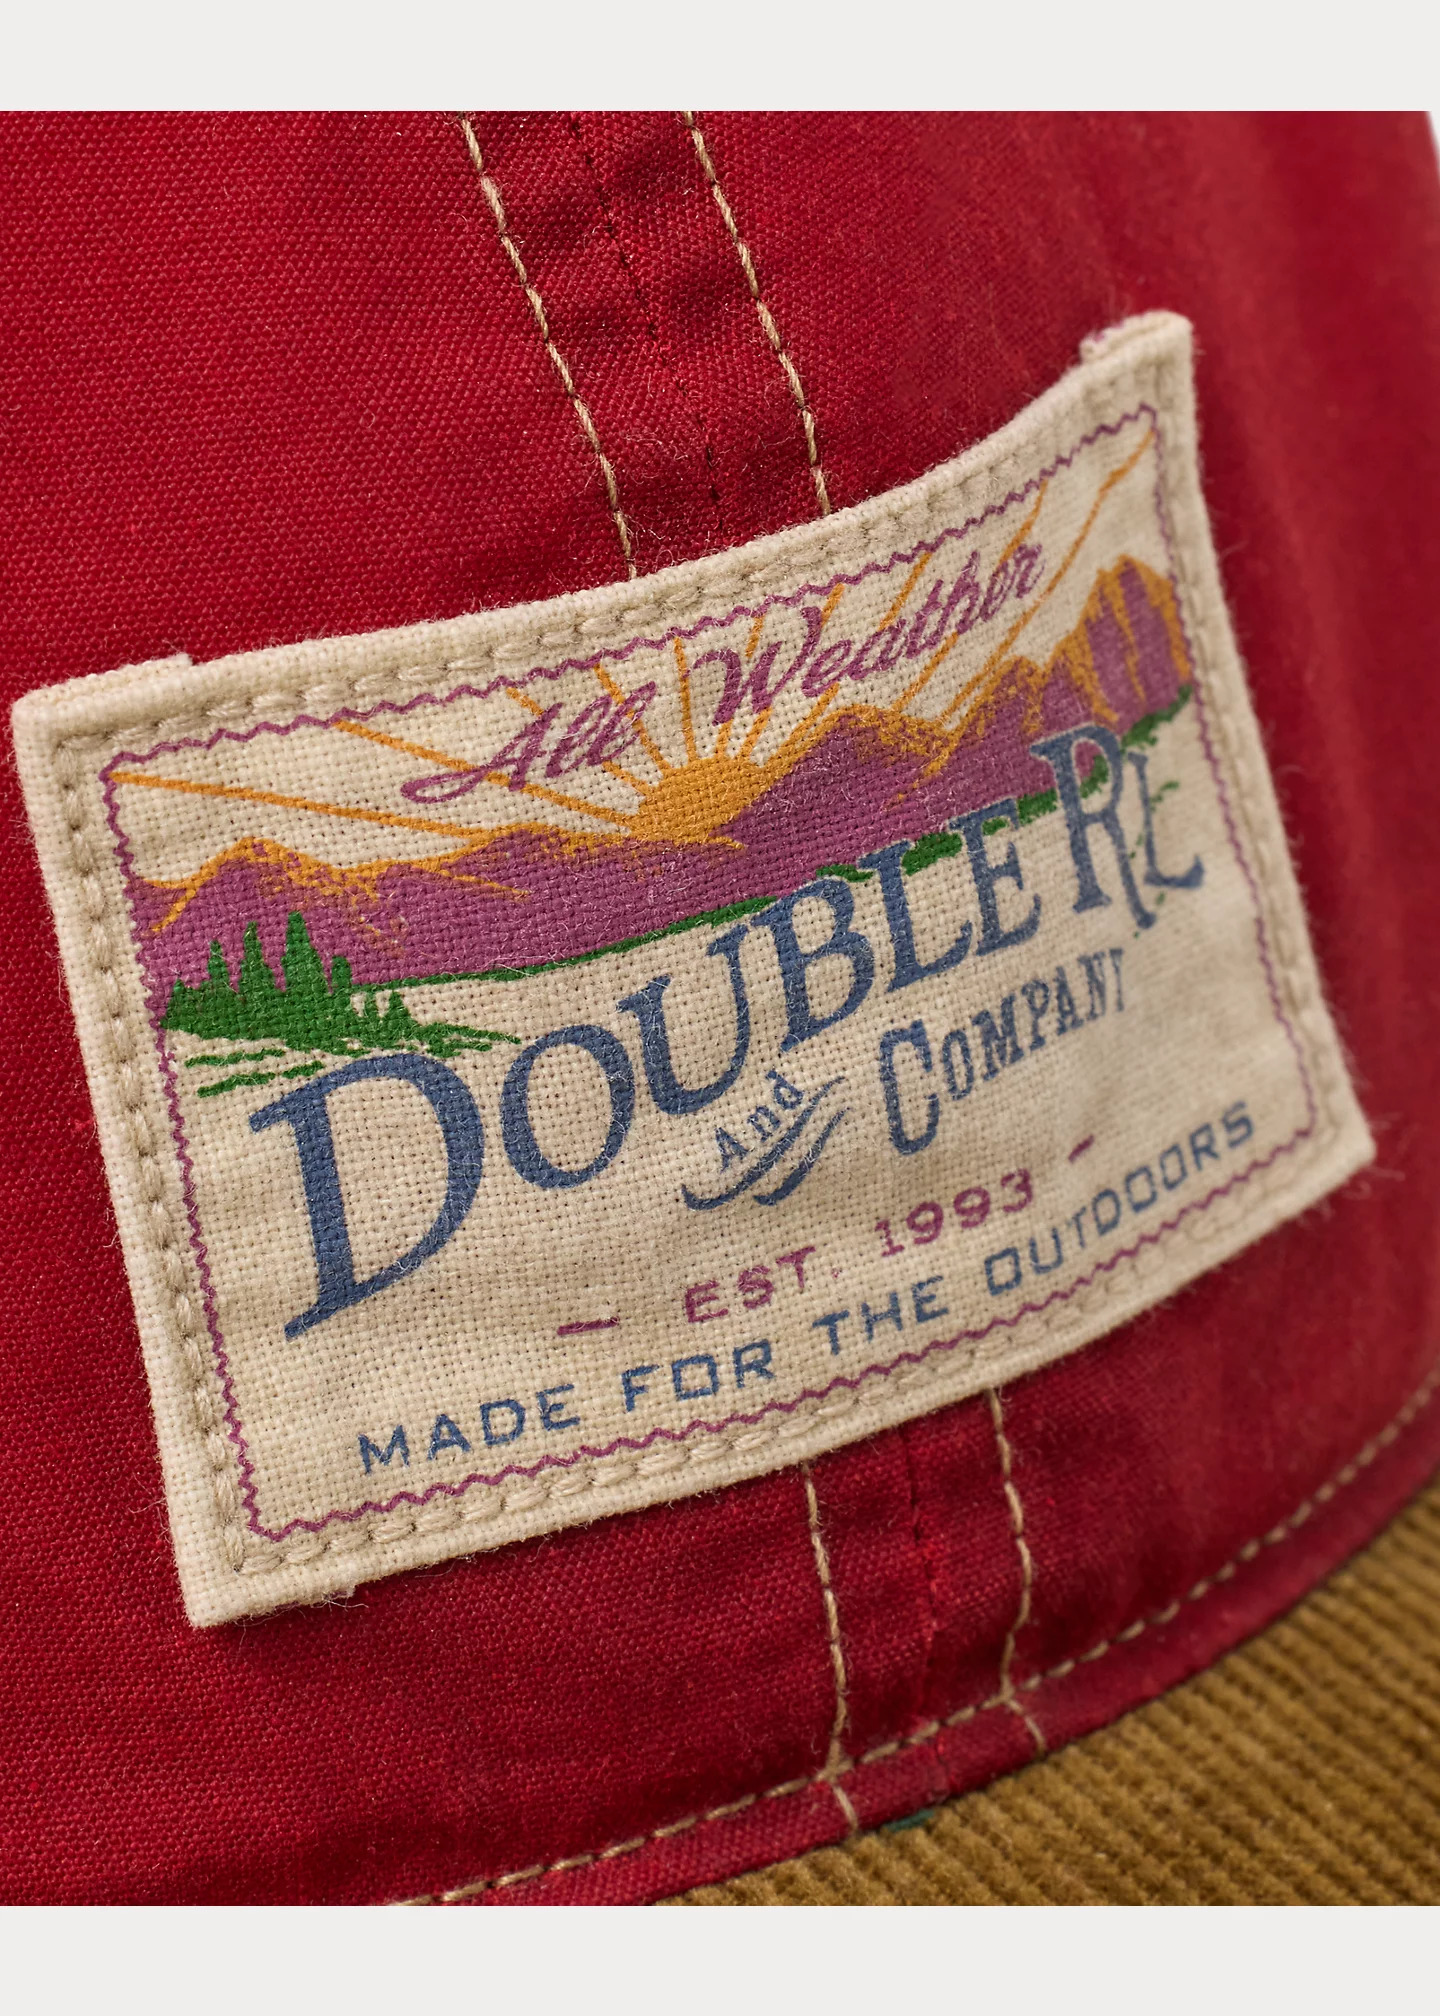 All Weather
DOUBLE RL
And COMPANY
— EST. 1993 —
MADE FOR THE OUTDOORS